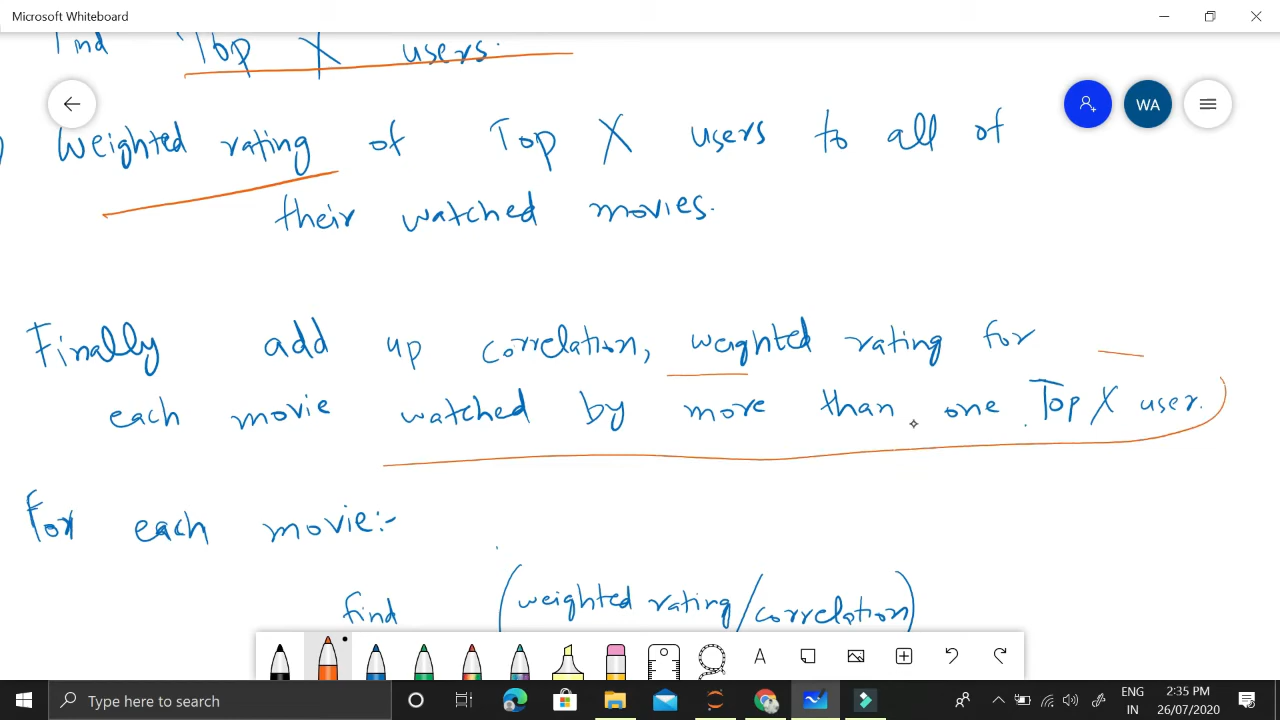 Microsoft Whiteboard
Find Top X users.
WA
) Weighted rating of Top X users to all of
their watched movies.
Finally add up correlation, weighted rating for
each movie watched by more than one Top X user.
For each movie:-
find (weighted rating/correlation)
A
Type here to search
ENG
IN
2:35 PM
26/07/2020